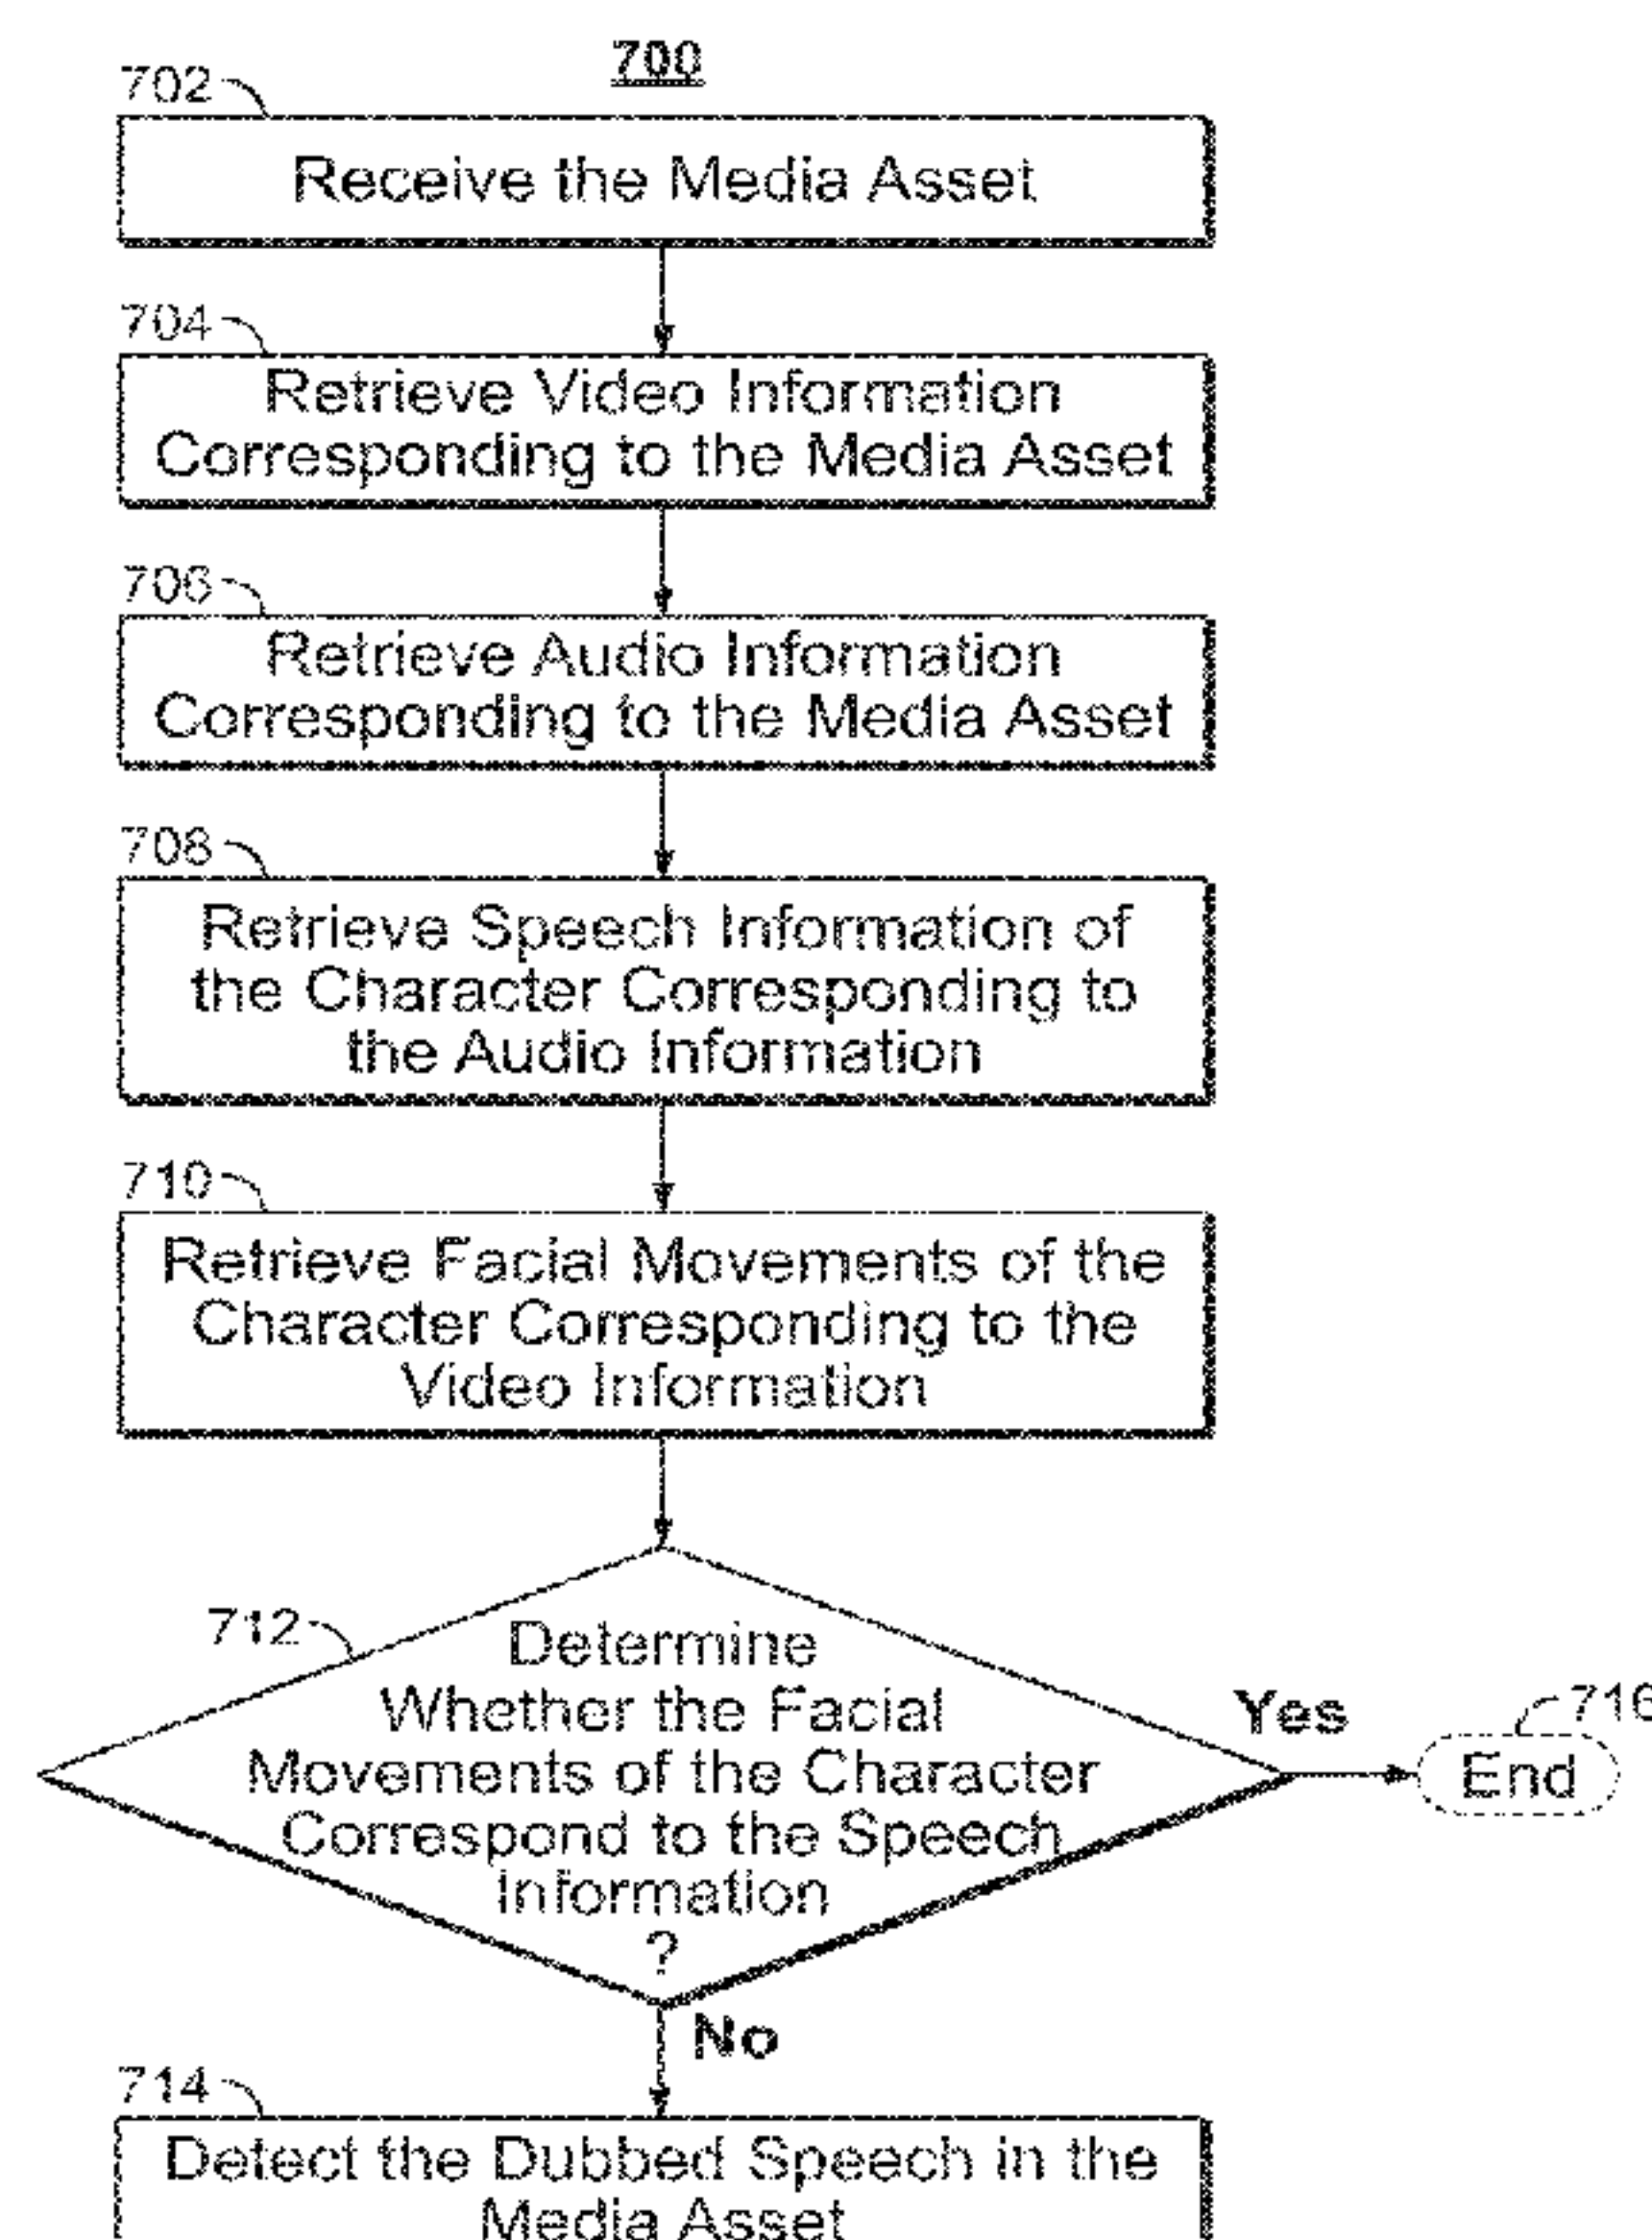 700
702
Receive the Media Asset
704
Retrieve Video Information
Corresponding to the Media Asset
706
Retrieve Audio Information
Corresponding to the Media Asset
708
Retrieve Speech Information of
the Character Corresponding to
the Audio Information
710
Retrieve Facial Movements of the
Character Corresponding to the
Video Information
712
Determine
Whether the Facial
Movements of the Character
Correspond to the Speech
Information
?
Yes
716
End
No
714
Detect the Dubbed Speech in the
Media Asset